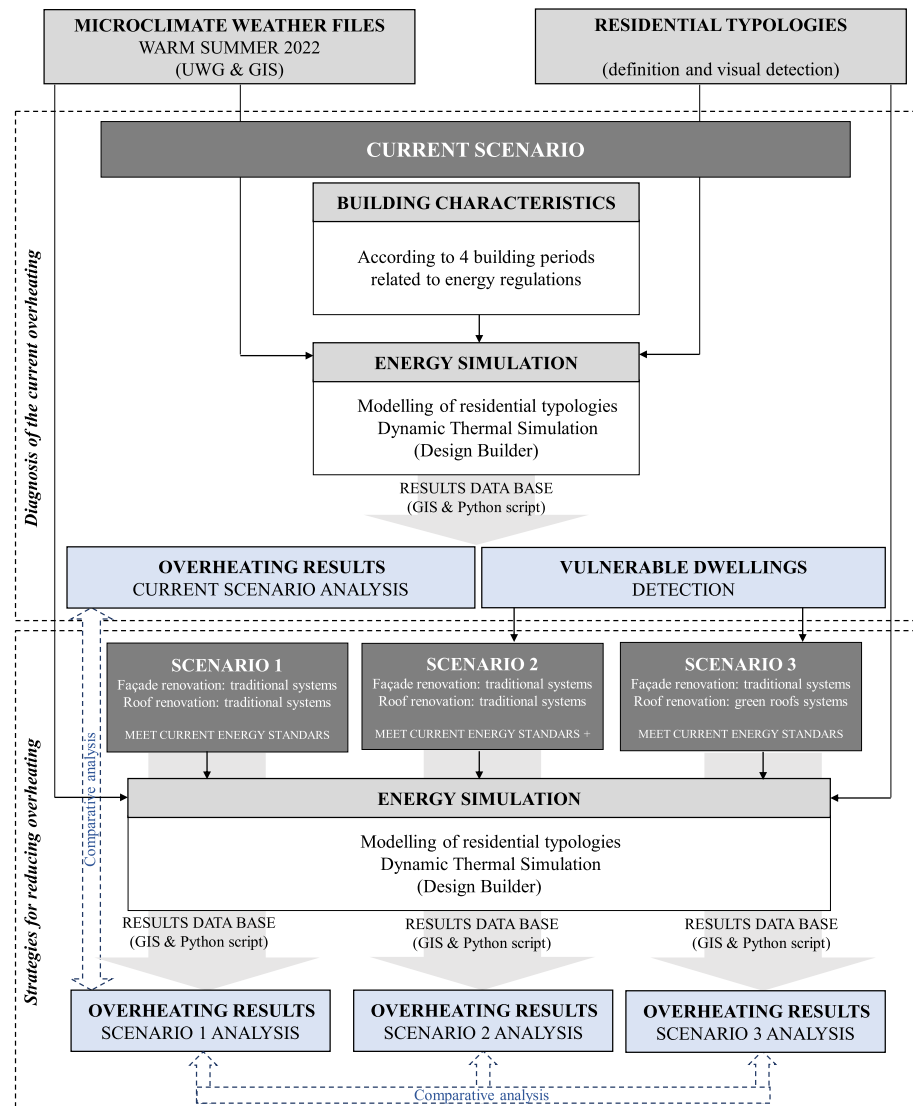 MICROCLIMATE WEATHER FILES
WARM SUMMER 2022
(UWG & GIS)
RESIDENTIAL TYPOLOGIES
(definition and visual detection)
Diagnosis of the current overheating
CURRENT SCENARIO
BUILDING CHARACTERISTICS
According to 4 building periods
related to energy regulations
ENERGY SIMULATION
Modelling of residential typologies
Dynamic Thermal Simulation
(Design Builder)
RESULTS DATA BASE
(GIS & Python script)
OVERHEATING RESULTS
CURRENT SCENARIO ANALYSIS
VULNERABLE DWELLINGS
DETECTION
Strategies for reducing overheating
Comparative analysis
SCENARIO 1
Façade renovation: traditional systems
Roof renovation: traditional systems
MEET CURRENT ENERGY STANDARS
SCENARIO 2
Façade renovation: traditional systems
Roof renovation: traditional systems
MEET CURRENT ENERGY STANDARS +
SCENARIO 3
Façade renovation: traditional systems
Roof renovation: green roofs systems
MEET CURRENT ENERGY STANDARS
ENERGY SIMULATION
Modelling of residential typologies
Dynamic Thermal Simulation
(Design Builder)
RESULTS DATA BASE
(GIS & Python script)
RESULTS DATA BASE
(GIS & Python script)
RESULTS DATA BASE
(GIS & Python script)
OVERHEATING RESULTS
SCENARIO 1 ANALYSIS
OVERHEATING RESULTS
SCENARIO 2 ANALYSIS
OVERHEATING RESULTS
SCENARIO 3 ANALYSIS
Comparative analysis